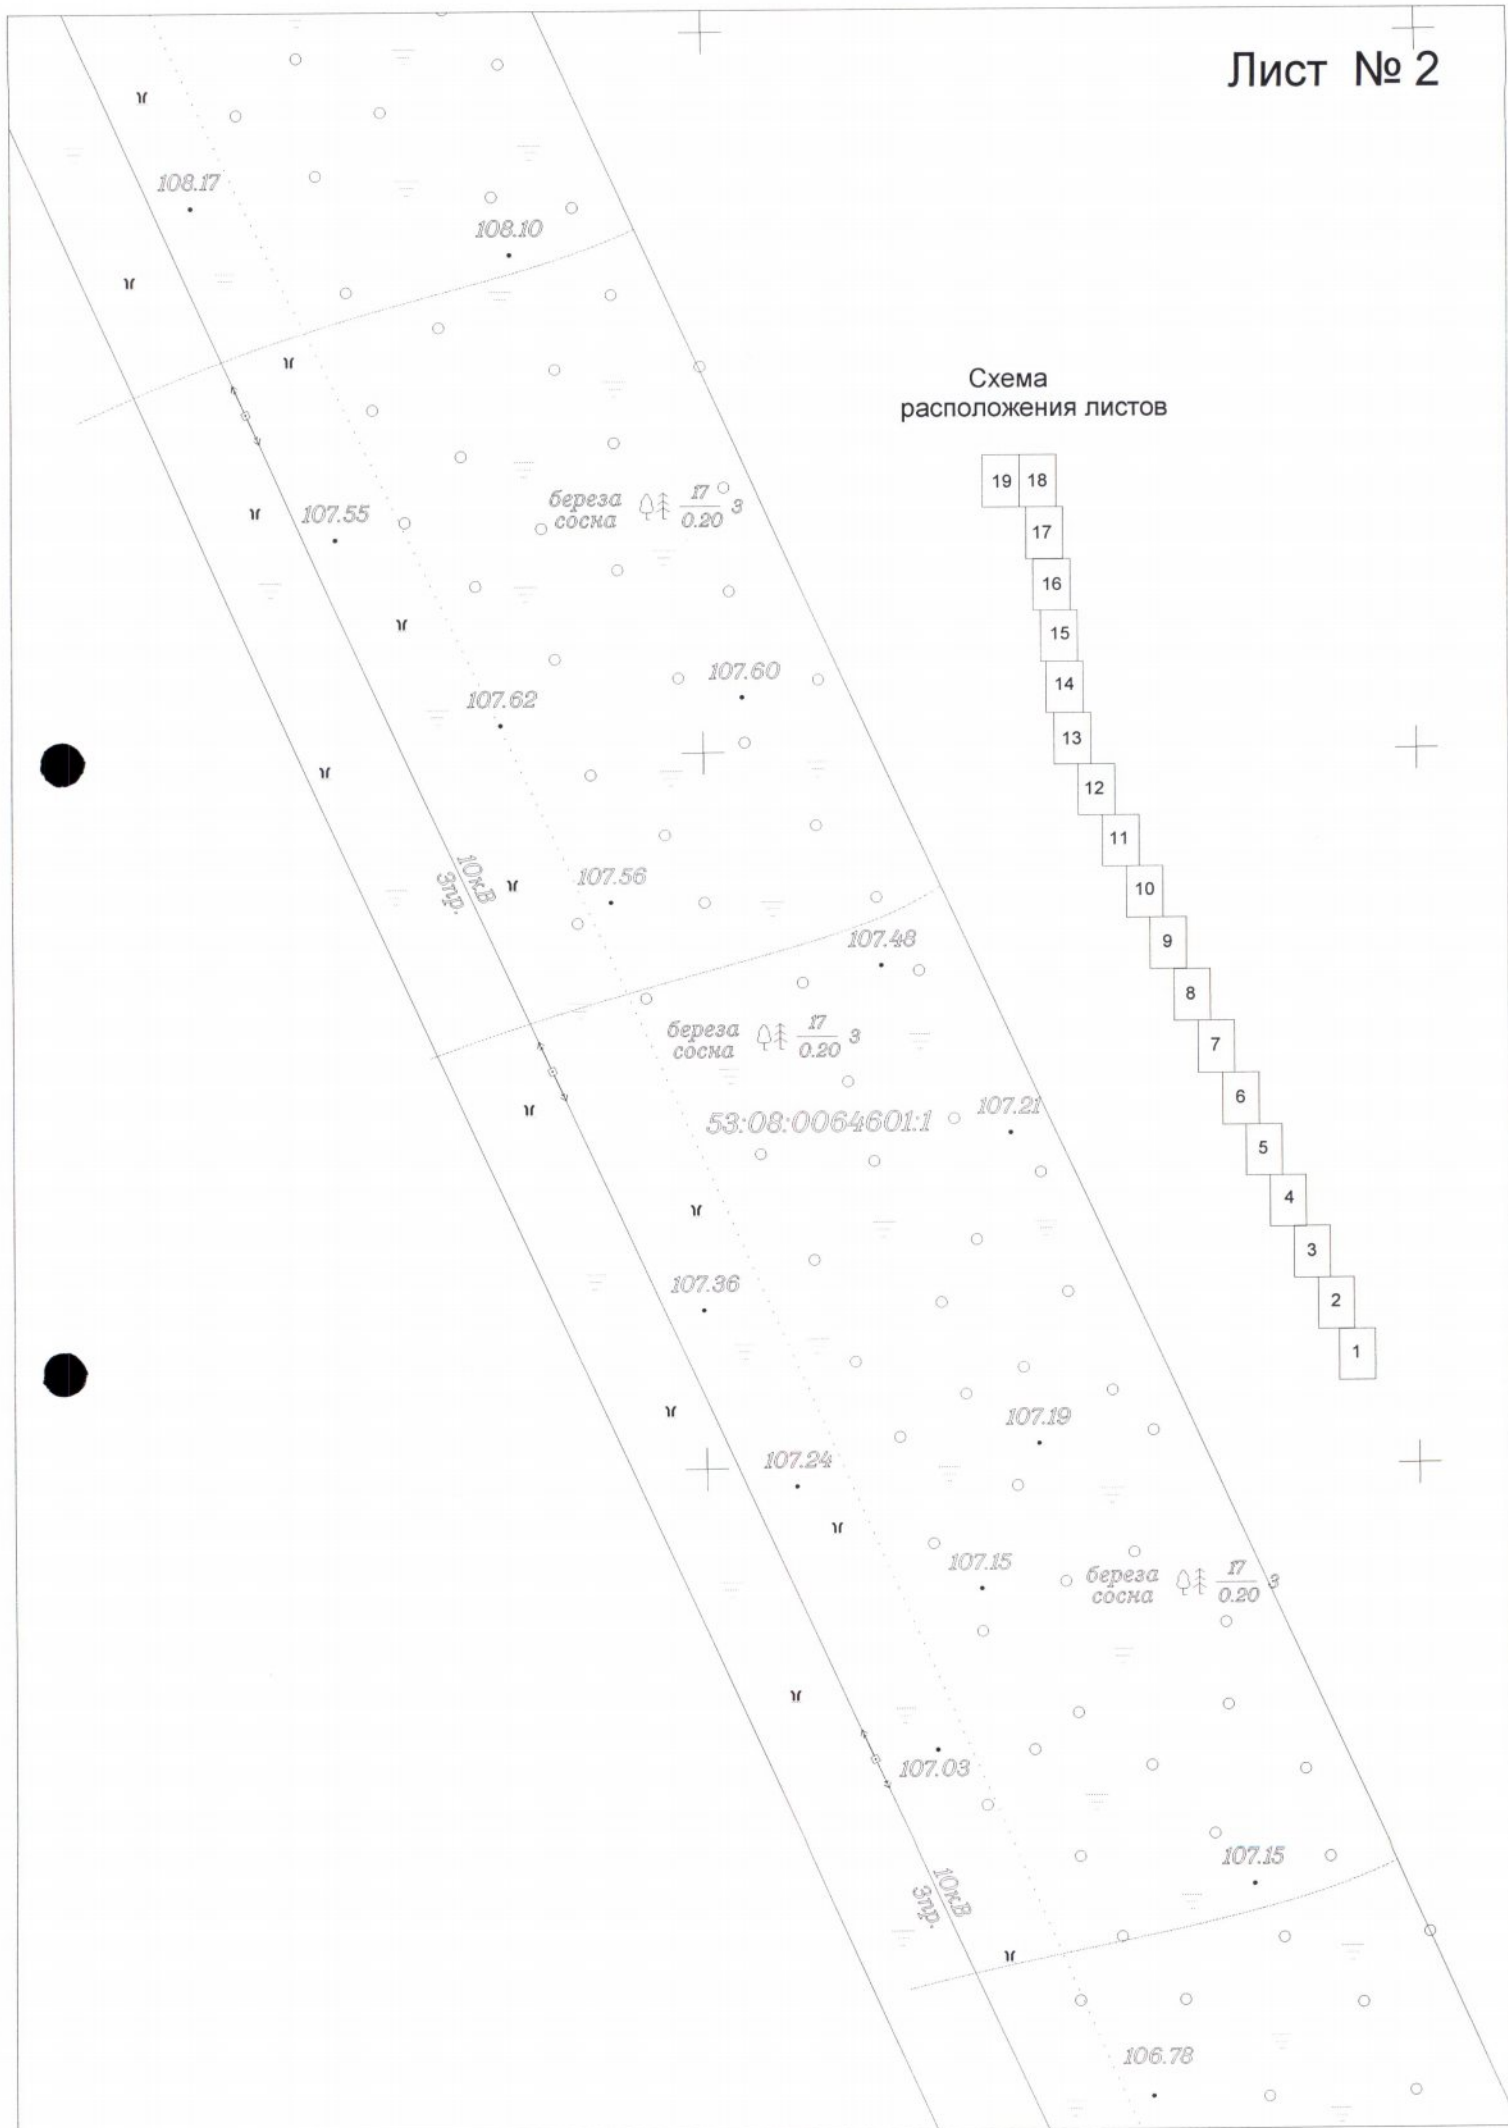 Лист № 2
108.17
108.10
Схема
расположения листов
19 18
17
16
15
14
13
12
11
10
9
8
7
6
5
4
3
2
1
береза 17 3
сосна 0.20
107.55
107.60
107.62
10кВ
3пр.
107.56
107.48
береза 17 3
сосна 0.20
53:08:0064601:1
107.21
107.36
107.19
107.24
107.15
береза 17 3
сосна 0.20
107.03
107.15
10кВ
3пр.
106.78